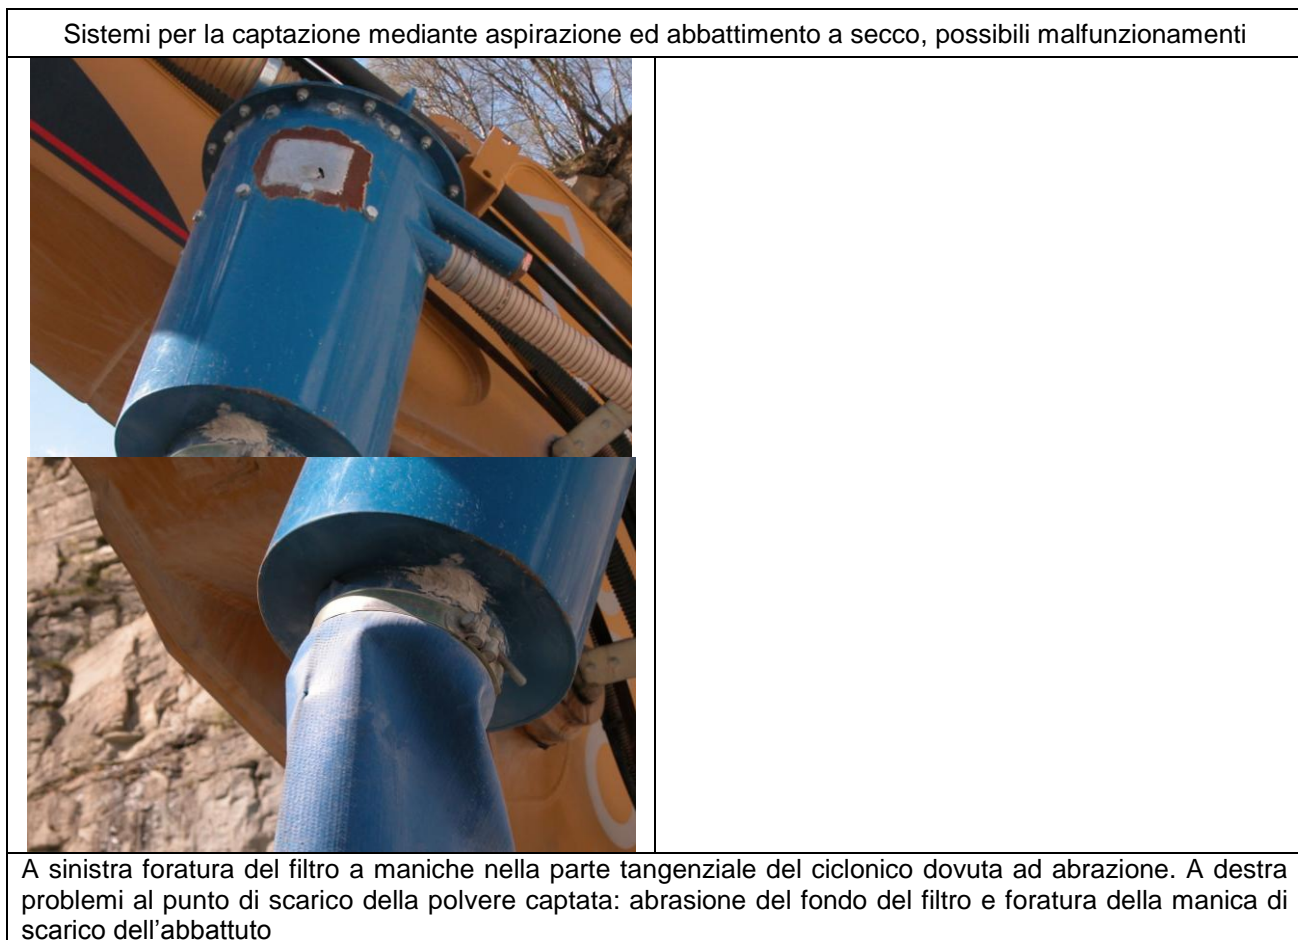 Sistemi per la captazione mediante aspirazione ed abbattimento a secco, possibili malfunzionamenti
A sinistra foratura del filtro a maniche nella parte tangenziale del ciclonico dovuta ad abrazione. A destra
problemi al punto di scarico della polvere captata: abrasione del fondo del filtro e foratura della manica di
scarico dell'abbattuto